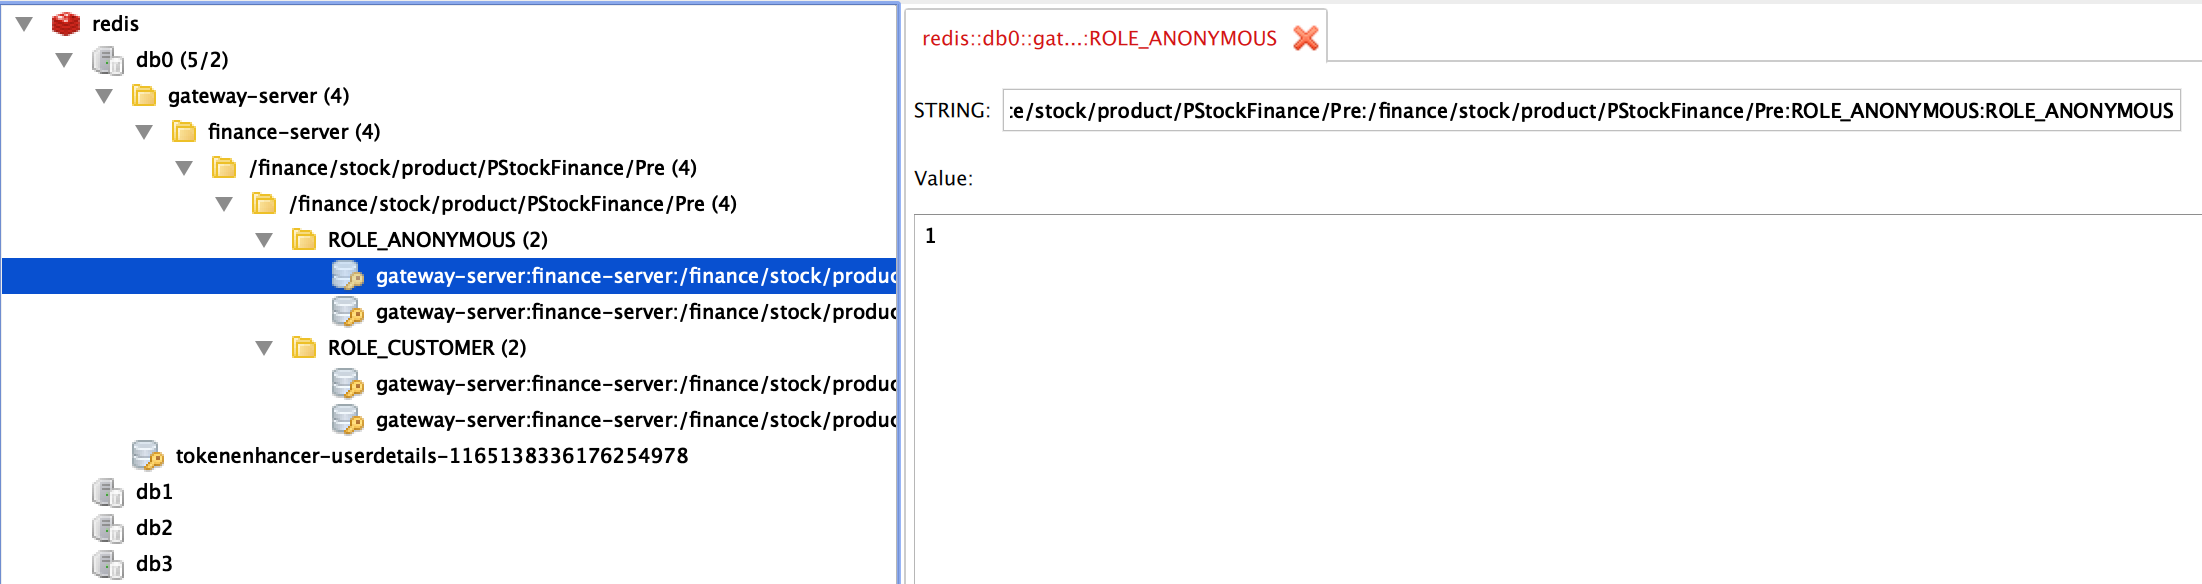 redis
db0 (5/2)
gateway-server (4)
finance-server (4)
/finance/stock/product/PStockFinance/Pre (4)
/finance/stock/product/PStockFinance/Pre (4)
ROLE_ANONYMOUS (2)
gateway-server:finance-server:/finance/stock/produc
gateway-server:finance-server:/finance/stock/produc
ROLE_CUSTOMER (2)
gateway-server:finance-server:/finance/stock/produc
gateway-server:finance-server:/finance/stock/produc
tokenenhancer-userdetails-1165138336176254978
db1
db2
db3
redis::db0::gat...:ROLE_ANONYMOUS
STRING: :e/stock/product/PStockFinance/Pre:/finance/stock/product/PStockFinance/Pre:ROLE_ANONYMOUS:ROLE_ANONYMOUS
Value:
1